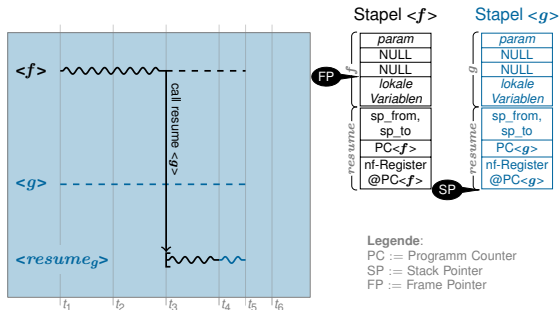 Stapel <f>
Stapel <g>
<f>
call resume <g>
<g>
<resume_g>
t1
t2
t3
t4
t5
t6
FP
f
resume
param
NULL
NULL
lokale
Variablen
sp_from,
sp_to
PC<f>
nf-Register
@PC<f>
SP
g
resume
param
NULL
NULL
lokale
Variablen
sp_from,
sp_to
PC<g>
nf-Register
@PC<g>
Legende:
PC := Programm Counter
SP := Stack Pointer
FP := Frame Pointer